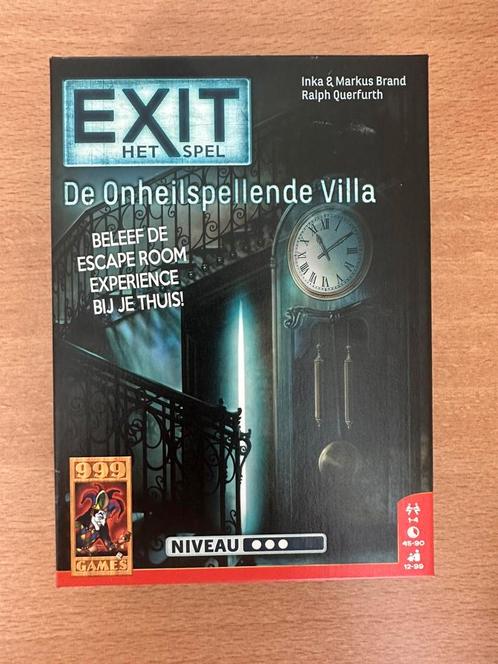 Inka & Markus Brand
Ralph Querfurth
EXIT
HET SPEL
De Onheilspellende Villa
BELEEF DE
ESCAPE ROOM
EXPERIENCE
BIJ JE THUIS!
999
GAMES
NIVEAU
1-4
45-90
12-99